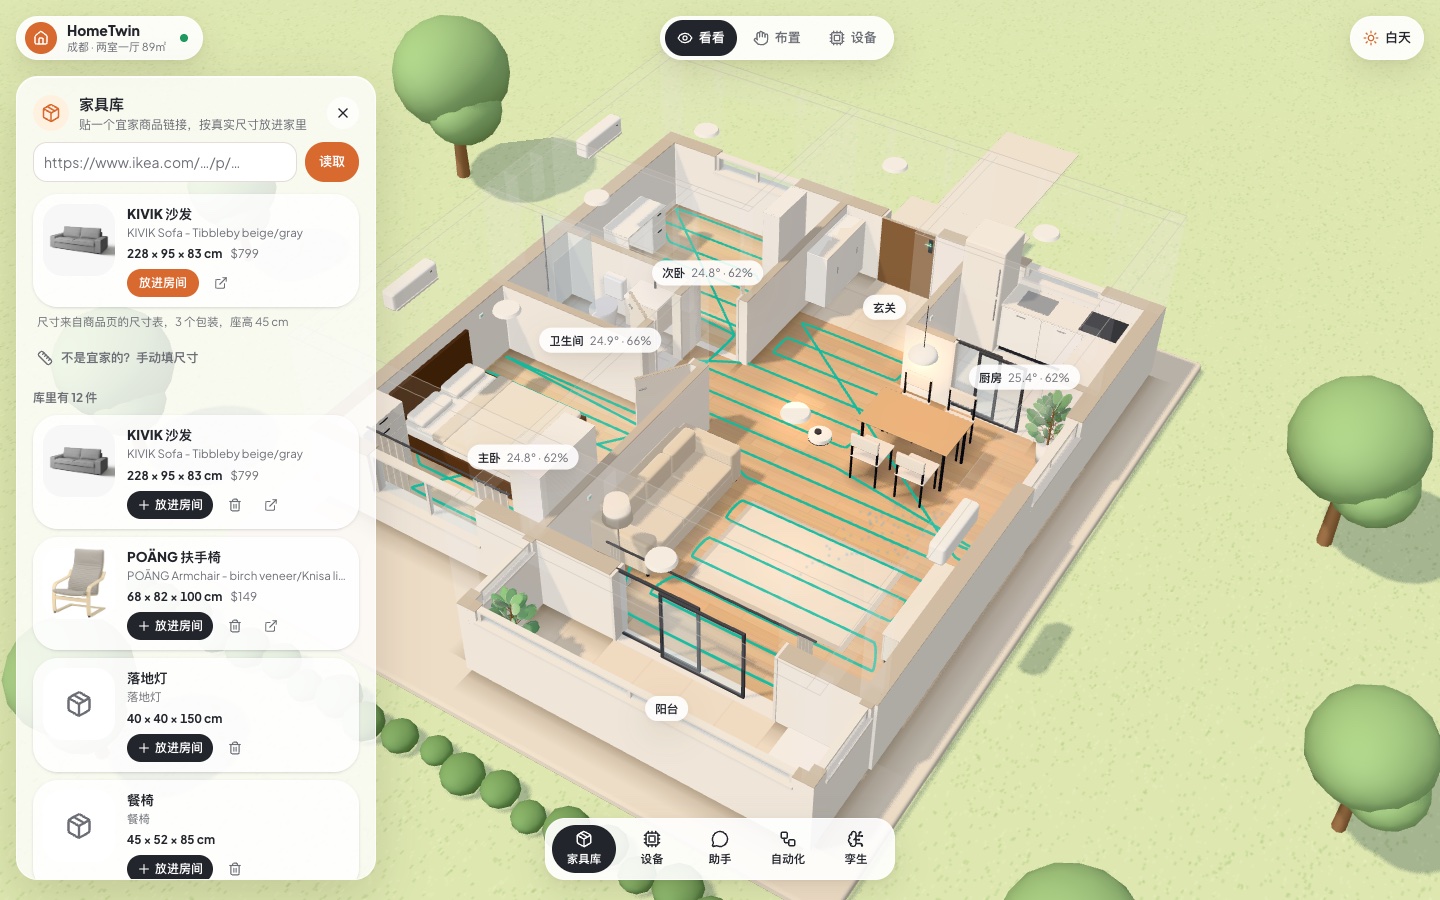 HomeTwin
成都 · 两室一厅 89㎡
看看
布置
设备
白天
家具库
贴一个宜家商品链接，按真实尺寸放进家里
https://www.ikea.com/…/p/…
读取
KIVIK 沙发
KIVIK Sofa - Tibbleby beige/gray
228 × 95 × 83 cm $799
放进房间
尺寸来自商品页的尺寸表，3 个包装，座高 45 cm
不是宜家的？手动填尺寸
库里有 12 件
KIVIK 沙发
KIVIK Sofa - Tibbleby beige/gray
228 × 95 × 83 cm $799
放进房间
POÄNG 扶手椅
POÄNG Armchair - birch veneer/Knisa li…
68 × 82 × 100 cm $149
放进房间
落地灯
落地灯
40 × 40 × 150 cm
放进房间
餐椅
餐椅
45 × 52 × 85 cm
放进房间
次卧 24.8° · 62%
玄关
卫生间 24.9° · 66%
厨房 25.4° · 62%
主卧 24.8° · 62%
阳台
家具库
设备
助手
自动化
孪生